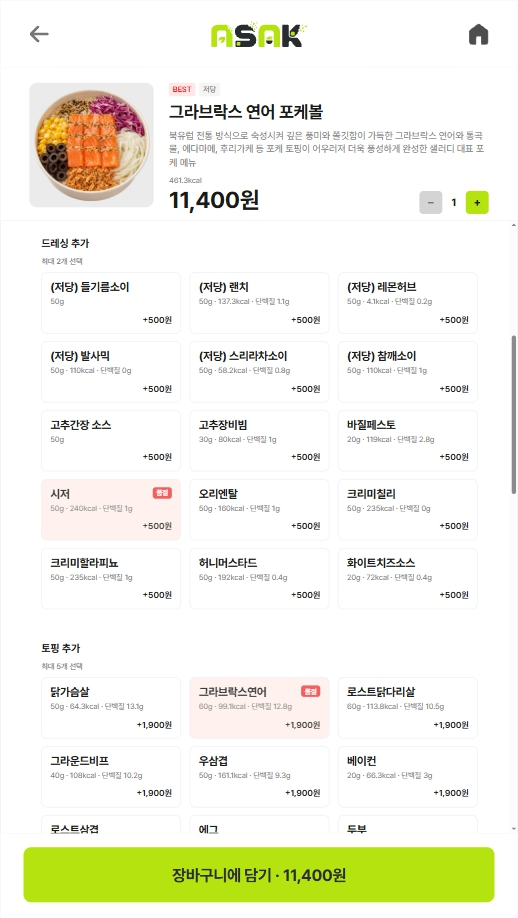 ASAK
BEST 저당
그라브락스 연어 포케볼
북유럽 전통 방식으로 숙성시켜 깊은 풍미와 쫄깃함이 가득한 그라브락스 연어와 통곡
물, 에다마메, 후리가케 등 포케 토핑이 어우러져 더욱 풍성하게 완성한 샐러디 대표 포
케 메뉴
461.3kcal
11,400원
− 1 +
드레싱 추가
최대 2개 선택
(저당) 들기름소이 (저당) 랜치 (저당) 레몬허브
50g 50g · 137.3kcal · 단백질 1.1g 50g · 4.1kcal · 단백질 0.2g
+500원 +500원 +500원
(저당) 발사믹 (저당) 스리라차소이 (저당) 참깨소이
50g · 110kcal · 단백질 0g 50g · 58.2kcal · 단백질 0.8g 50g · 110kcal · 단백질 1g
+500원 +500원 +500원
고추간장 소스 고추장비빔 바질페스토
50g 30g · 80kcal · 단백질 1g 20g · 119kcal · 단백질 2.8g
+500원 +500원 +500원
시저 품절 오리엔탈 크리미칠리
50g · 240kcal · 단백질 1g 50g · 160kcal · 단백질 1g 50g · 235kcal · 단백질 0g
+500원 +500원 +500원
크리미할라피뇨 허니머스타드 화이트치즈소스
50g · 235kcal · 단백질 1g 50g · 192kcal · 단백질 0.4g 20g · 72kcal · 단백질 0.4g
+500원 +500원 +500원
토핑 추가
최대 5개 선택
닭가슴살 그라브락스연어 품절 로스트닭다리살
50g · 64.3kcal · 단백질 13.1g 60g · 99.1kcal · 단백질 12.8g 60g · 113.8kcal · 단백질 10.5g
+1,900원 +1,900원 +1,900원
그라운드비프 우삼겹 베이컨
40g · 108kcal · 단백질 10.2g 50g · 161.1kcal · 단백질 9.3g 20g · 66.3kcal · 단백질 3g
+1,900원 +1,900원 +1,900원
로스트삼겹 에그 두부
장바구니에 담기 · 11,400원